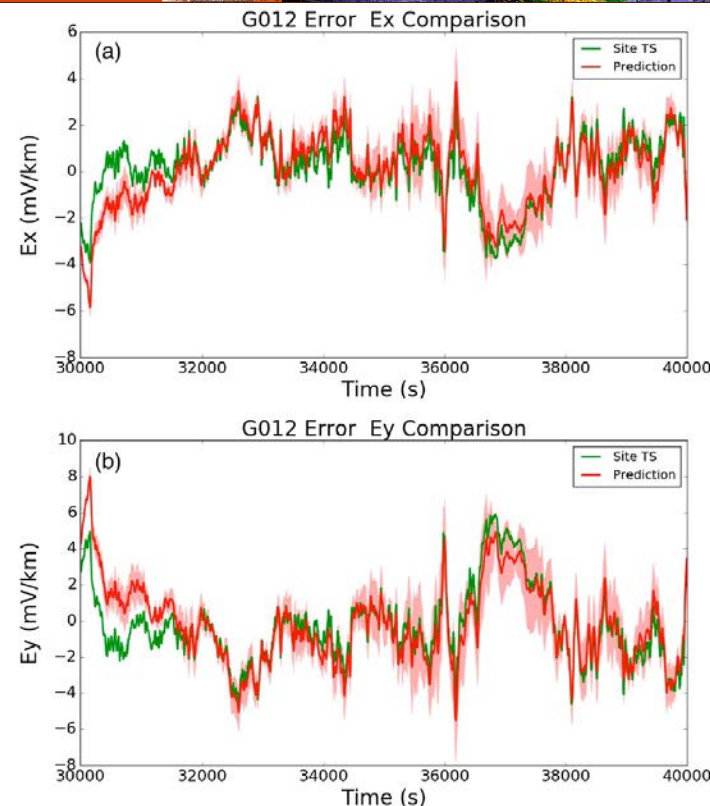 G012 Error Ex Comparison
(a)
Site TS
Prediction
6
4
2
0
−2
−4
−6
−8
Ex (mV/km)
30000 32000 34000 36000 38000 40000
Time (s)
G012 Error Ey Comparison
(b)
Site TS
Prediction
10
8
6
4
2
0
−2
−4
−6
−8
Ey (mV/km)
30000 32000 34000 36000 38000 40000
Time (s)